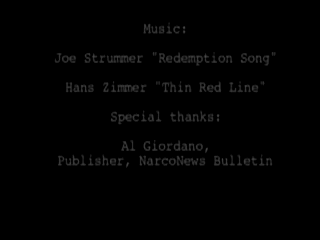 Music:
Joe Strummer "Redemption Song"
Hans Zimmer "Thin Red Line"
Special thanks:
Al Giordano,
Publisher, NarcoNews Bulletin